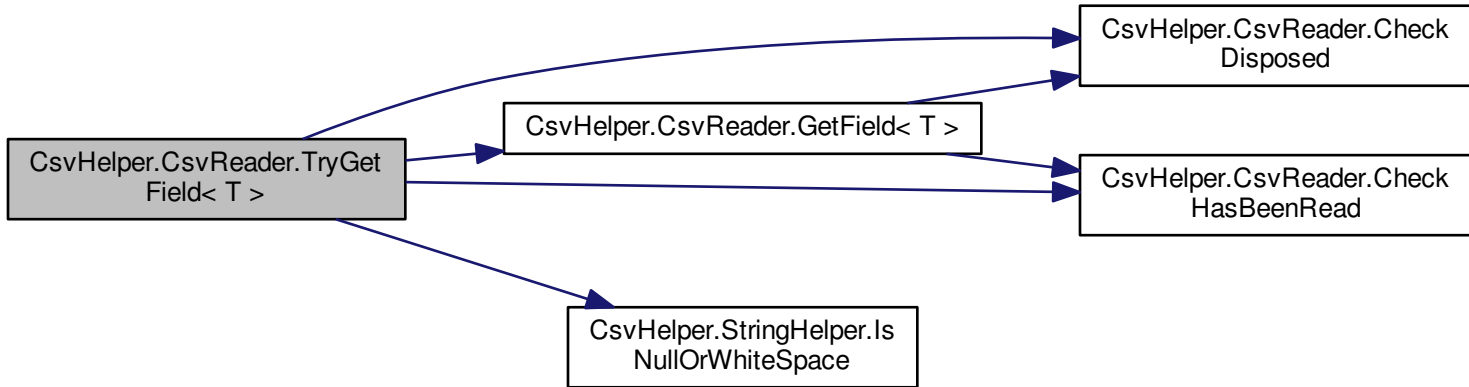 CsvHelper.CsvReader.TryGet
Field< T >
CsvHelper.CsvReader.GetField< T >
CsvHelper.CsvReader.Check
Disposed
CsvHelper.CsvReader.Check
HasBeenRead
CsvHelper.StringHelper.Is
NullOrWhiteSpace